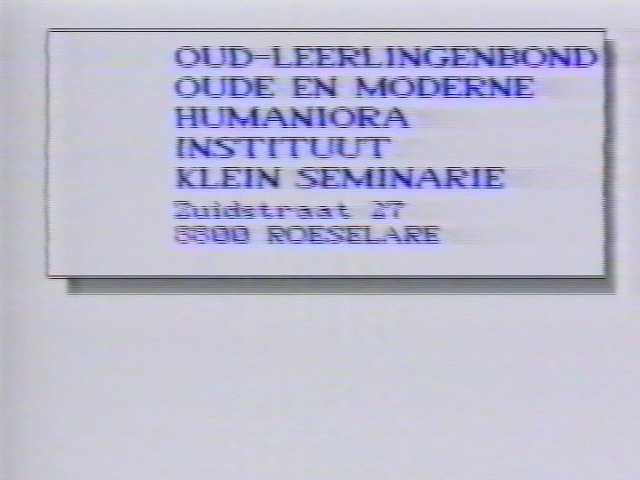 OUD-LEERLINGENBOND
OUDE EN MODERNE
HUMANIORA
INSTITUUT
KLEIN SEMINARIE
Zuidstraat 27
8800 ROESELARE